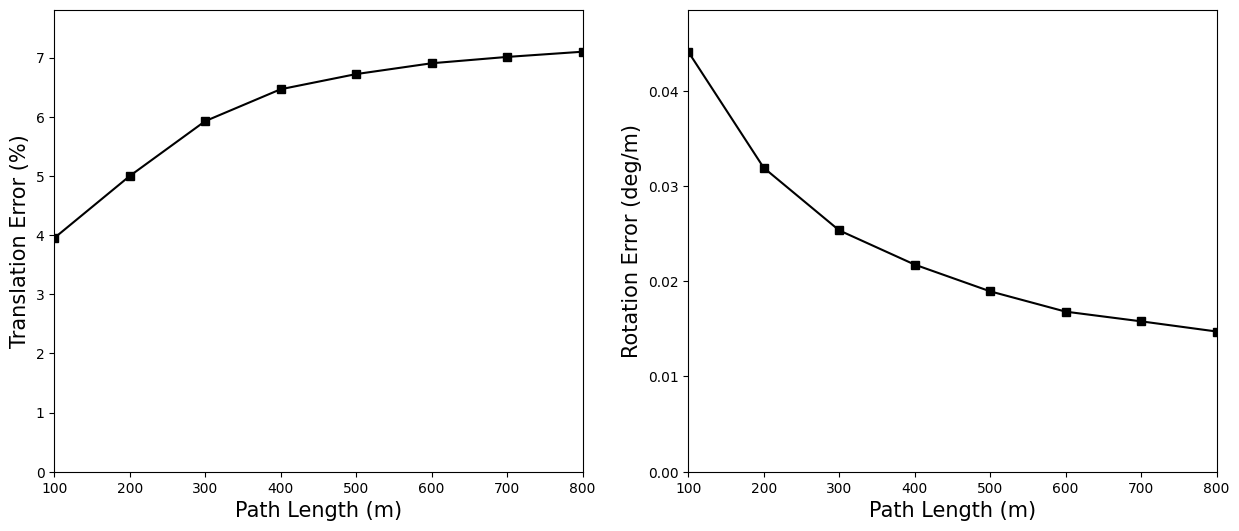 Translation Error (%)
7
6
5
4
3
2
1
0
100 200 300 400 500 600 700 800
Path Length (m)
Rotation Error (deg/m)
0.04
0.03
0.02
0.01
0.00
100 200 300 400 500 600 700 800
Path Length (m)